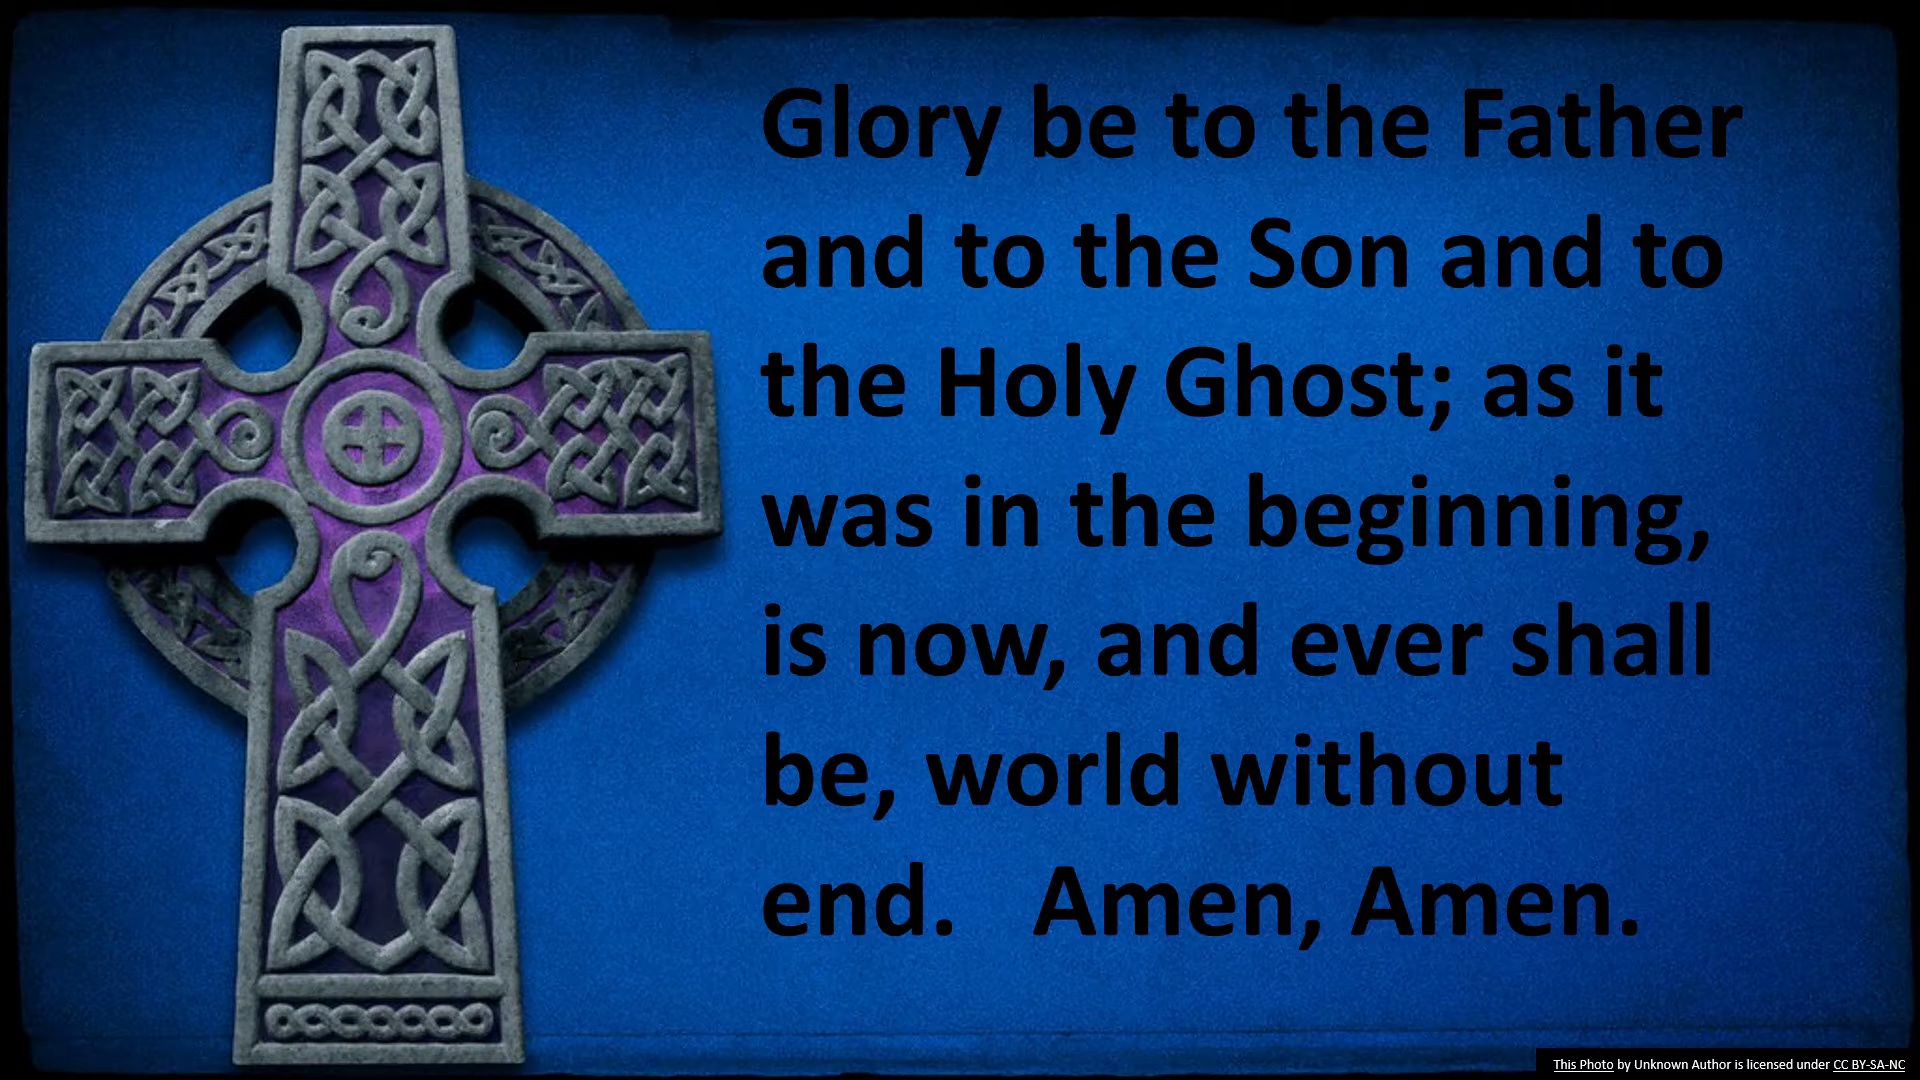 Glory be to the Father
and to the Son and to
the Holy Ghost; as it
was in the beginning,
is now, and ever shall
be, world without
end.   Amen, Amen.
This Photo by Unknown Author is licensed under CC BY-SA-NC